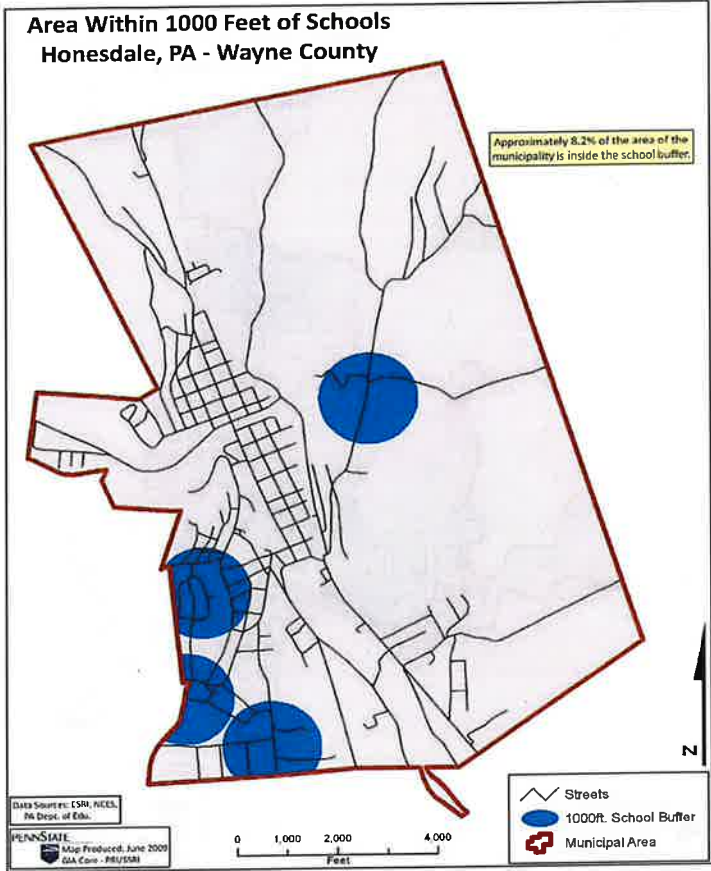 Area Within 1000 Feet of Schools
Honesdale, PA - Wayne County
Approximately 8.2% of the area of the
municipality is inside the school buffer.
N
Data Sources: ESRI, NCES,
PA Dept. of Edu.
PENNSTATE
Map Produced: June 2009
GIA Core - PRI/SSRI
0 1,000 2,000 4,000
Feet
Streets
1000ft. School Buffer
Municipal Area